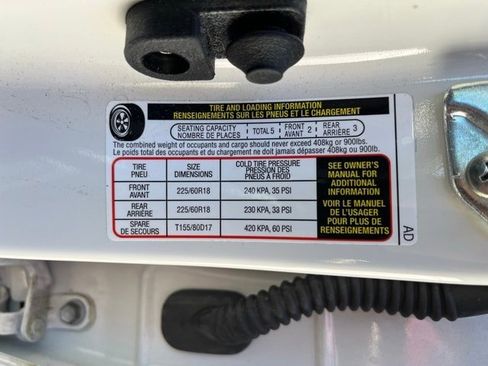 TIRE AND LOADING INFORMATION
RENSEIGNEMENTS SUR LES PNEUS ET LE CHARGEMENT
SEATING CAPACITY
NOMBRE DE PLACES
TOTAL 5
FRONT
AVANT 2
REAR
ARRIÈRE 3
The combined weight of occupants and cargo should never exceed 408kg or 900lbs.
Le poids total des occupants et du chargement ne doit jamais dépasser 408kg ou 900lbs.
TIRE
PNEU
SIZE
DIMENSIONS
COLD TIRE PRESSURE
PRESSION DES
PNEUS A FROID
FRONT
AVANT
225/60R18
240 KPA, 35 PSI
REAR
ARRIÈRE
225/60R18
230 KPA, 33 PSI
SPARE
DE SECOURS
T155/80D17
420 KPA, 60 PSI
SEE OWNER'S
MANUAL FOR
ADDITIONAL
INFORMATION
VOIR LE MANUEL
DE L'USAGER
POUR PLUS DE
RENSEIGNEMENTS
AD